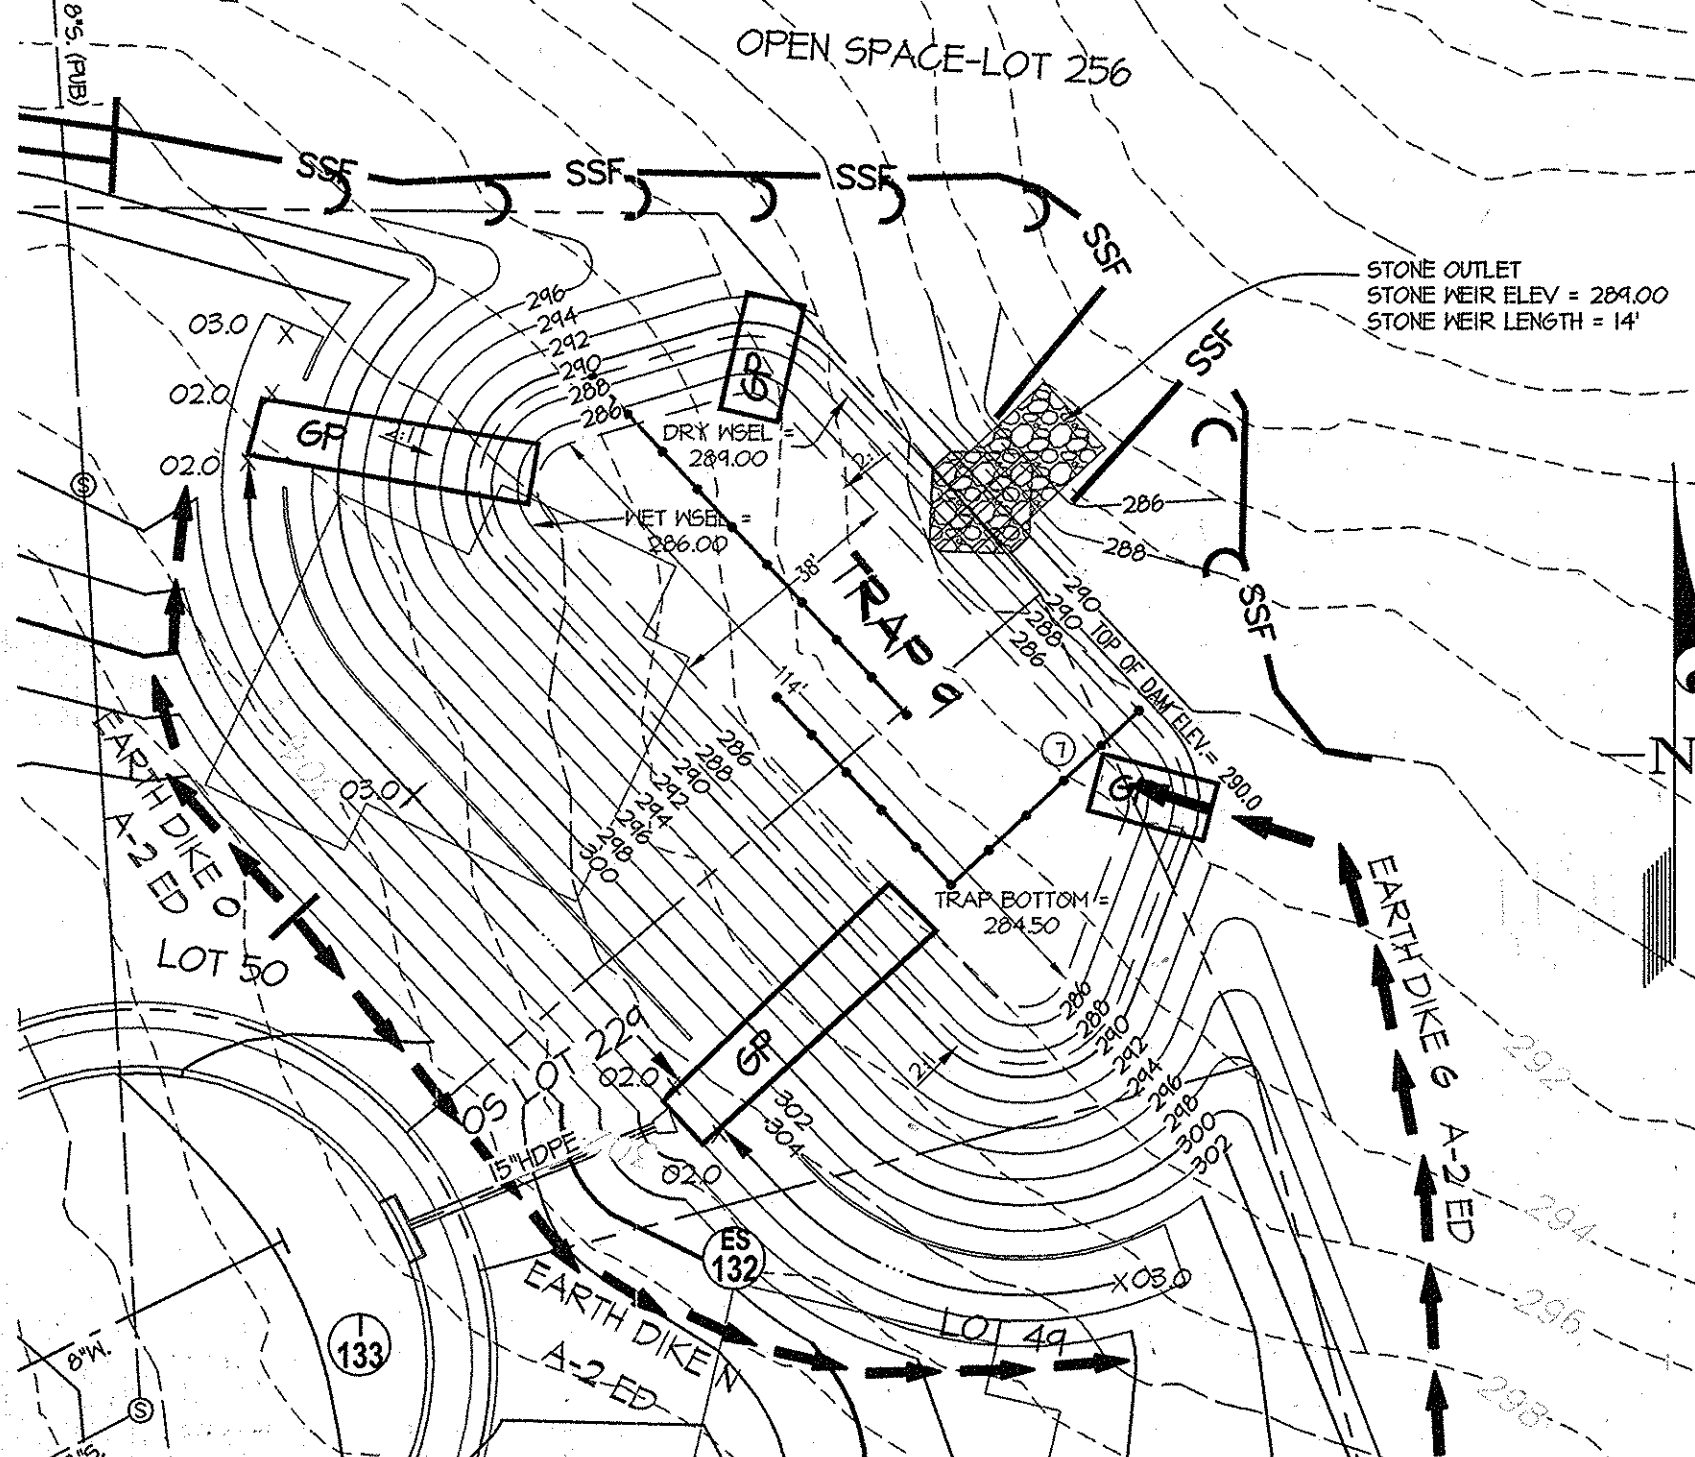 8"S. (PUB)
OPEN SPACE-LOT 256
SSF
SSF
SSF
SSF
STONE OUTLET
STONE WEIR ELEV = 289.00
STONE WEIR LENGTH = 14'
SSF
296
294
292
290
288
286
03.0
02.0
02.0
GP
2:1
DRY WSEL =
289.00
2:1
WET WSEL =
286.00
286
288
38'
TRAP 9
114'
290
290
288
286
TOP OF DAM ELEV.= 290.0
SSF
N
7
EARTH DIKE O
A-2 ED
03.0
286
288
290
292
294
296
298
300
TRAP BOTTOM =
284.50
LOT 50
EARTH DIKE G A-2 ED
286
288
290
292
294
296
298
300
302
2:1
292
294
296
298
OS LOT 229
GP
02.0
302
304
02.0
15"HDPE
ES
132
X 03.0
EARTH DIKE N
A-2 ED
LOT 49
I
133
8"W.
S
S